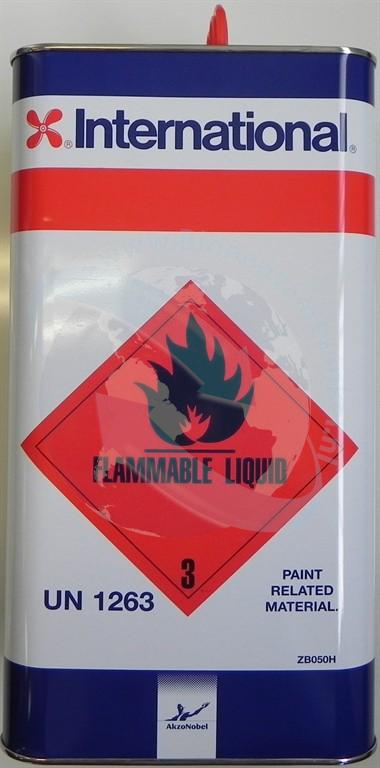 International®
FLAMMABLE LIQUID
3
UN 1263
PAINT
RELATED
MATERIAL.
ZB050H
AkzoNobel